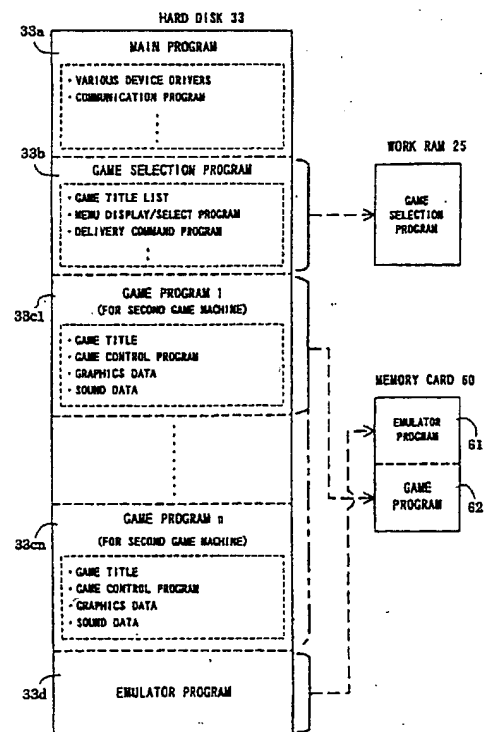 HARD DISK 33
33a
MAIN PROGRAM
・VARIOUS DEVICE DRIVERS
・COMMUNICATION PROGRAM
33b
GAME SELECTION PROGRAM
・GAME TITLE LIST
・MENU DISPLAY/SELECT PROGRAM
・DELIVERY COMMAND PROGRAM
WORK RAM 25
GAME
SELECTION
PROGRAM
33c1
GAME PROGRAM 1
(FOR SECOND GAME MACHINE)
・GAME TITLE
・GAME CONTROL PROGRAM
・GRAPHICS DATA
・SOUND DATA
MEMORY CARD 60
EMULATOR
PROGRAM
61
GAME
PROGRAM
62
33cn
GAME PROGRAM n
(FOR SECOND GAME MACHINE)
・GAME TITLE
・GAME CONTROL PROGRAM
・GRAPHICS DATA
・SOUND DATA
33d
EMULATOR PROGRAM